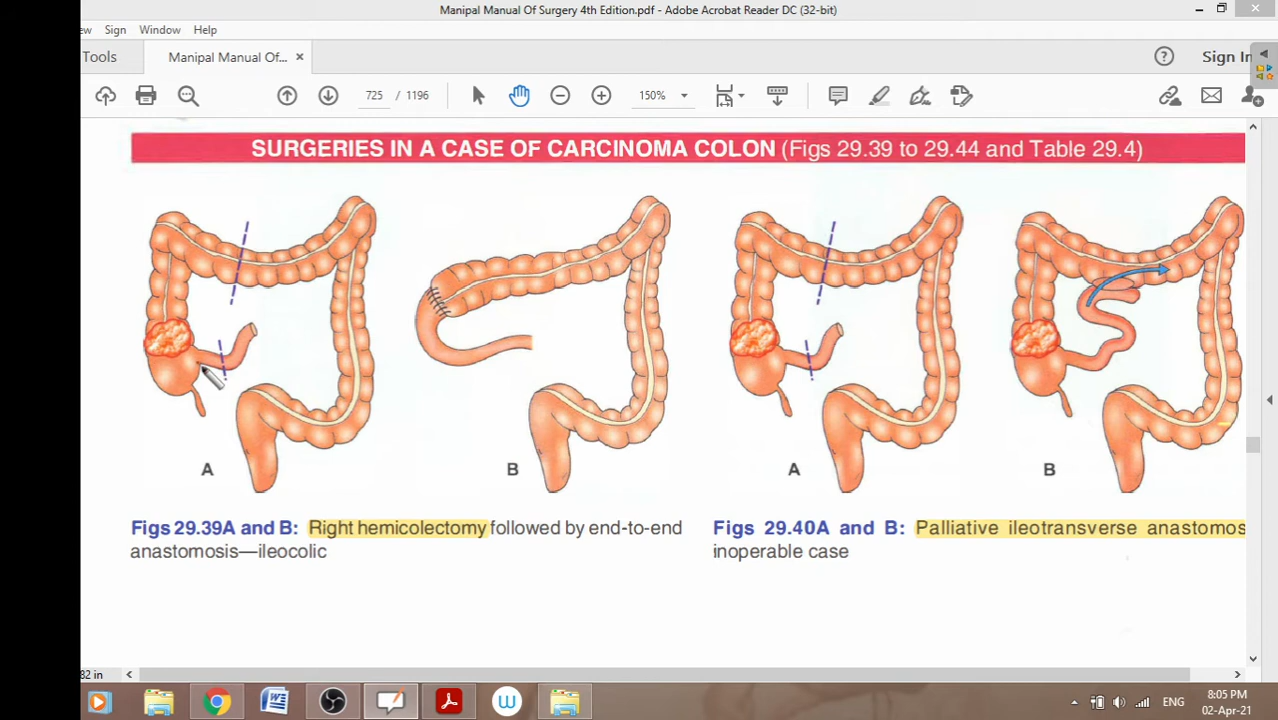 Manipal Manual Of Surgery 4th Edition.pdf - Adobe Acrobat Reader DC (32-bit)
ew Sign Window Help
Tools Manipal Manual Of... ×
Sign In
725 / 1196 150%
SURGERIES IN A CASE OF CARCINOMA COLON (Figs 29.39 to 29.44 and Table 29.4)
A B A B
Figs 29.39A and B: Right hemicolectomy followed by end-to-end
anastomosis—ileocolic
Figs 29.40A and B: Palliative ileotransverse anastomos
inoperable case
82 in
ENG
8:05 PM
02-Apr-21